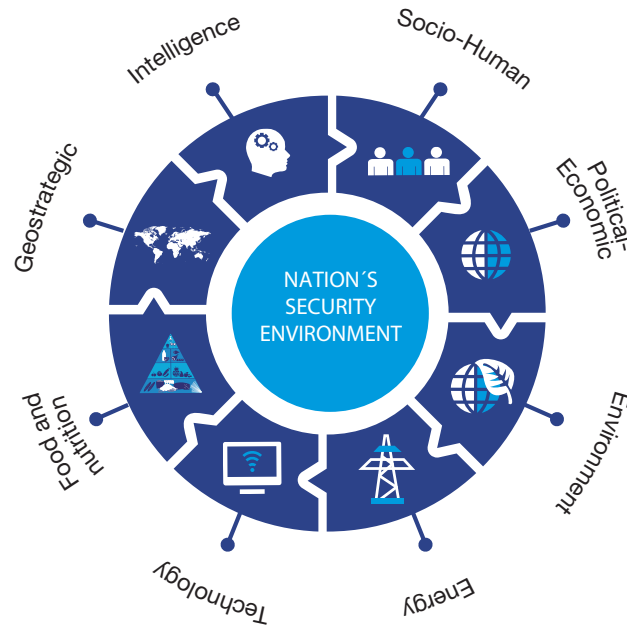 Intelligence
Socio-Human
Political-
Economic
Environment
Energy
Technology
Food and
nutrition
Geostrategic
NATION´S
SECURITY
ENVIRONMENT